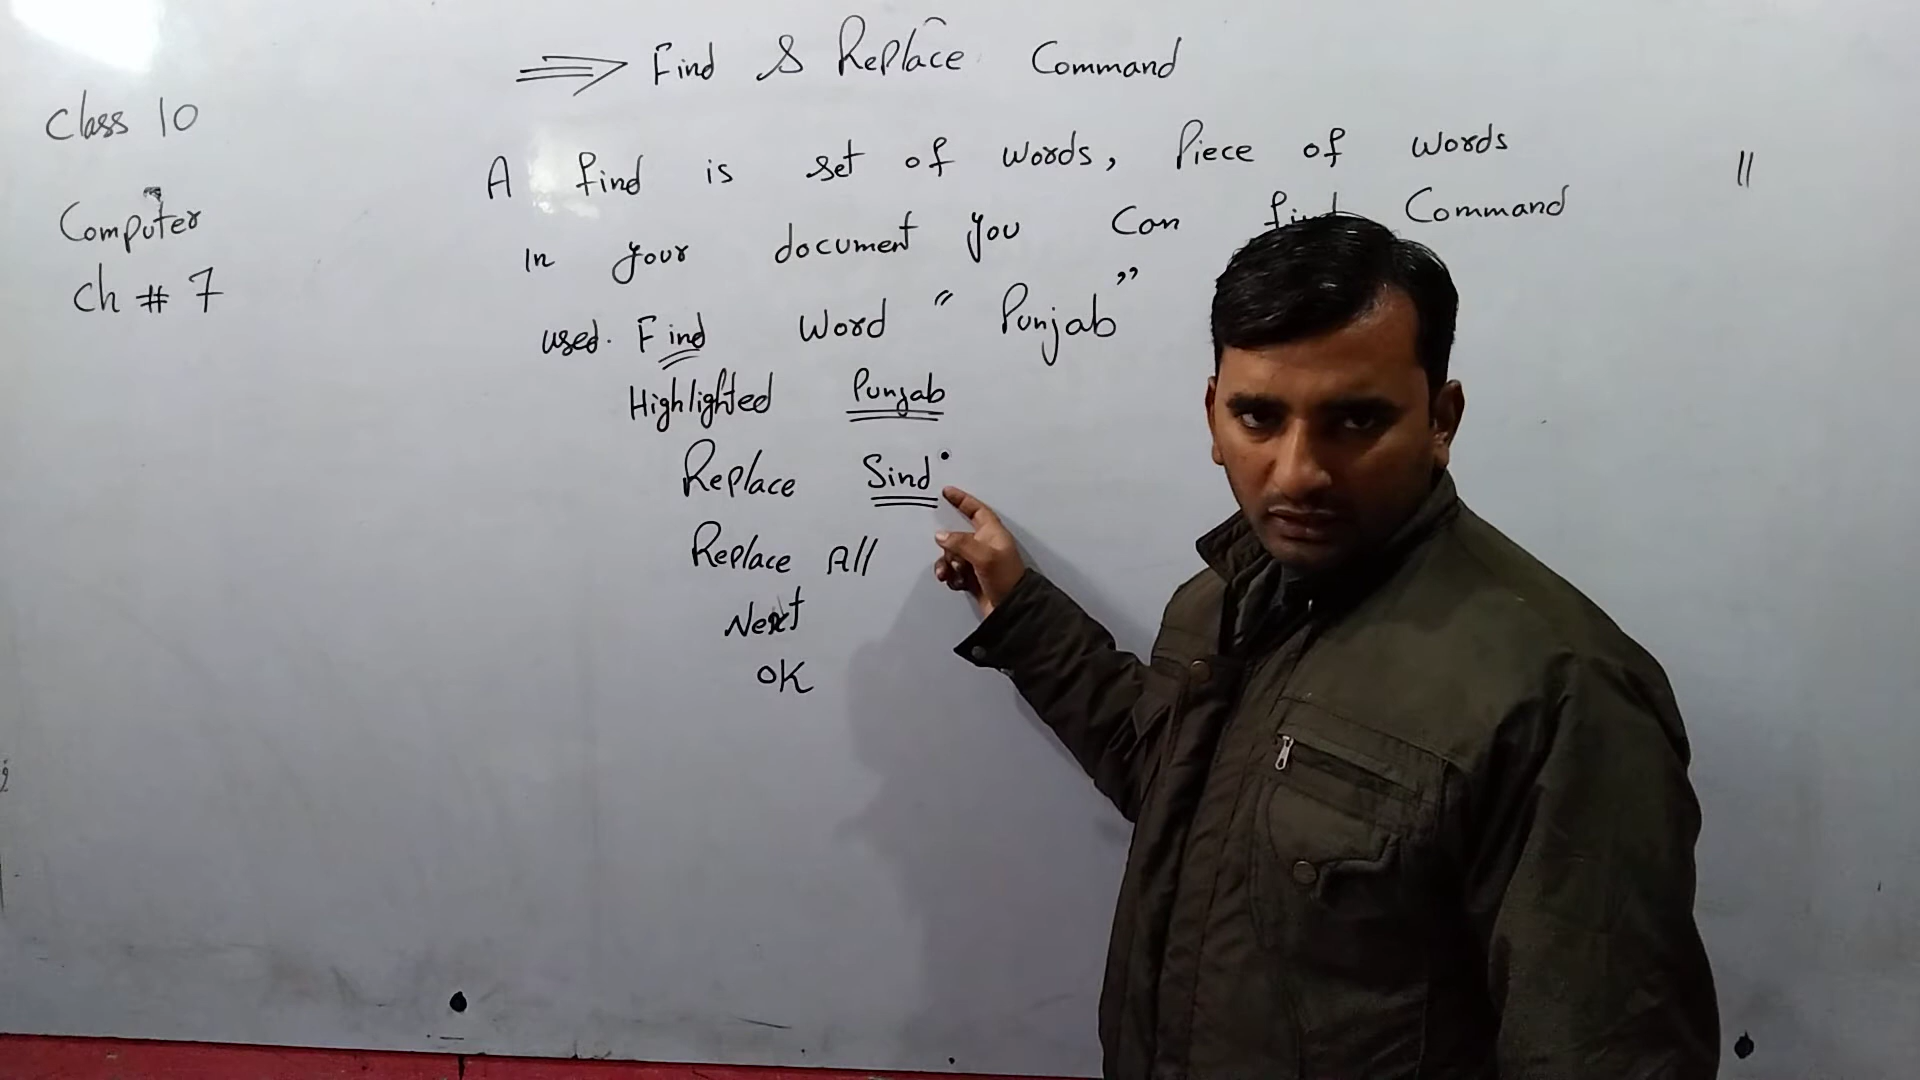 ⇒ Find & Replace Command
Class 10
Computer
Ch # 7
A find is set of words, Piece of words
In your document you Can find Command
used. Find Word " Punjab"
Highlighted Punjab
Replace Sind
Replace All
Next
OK